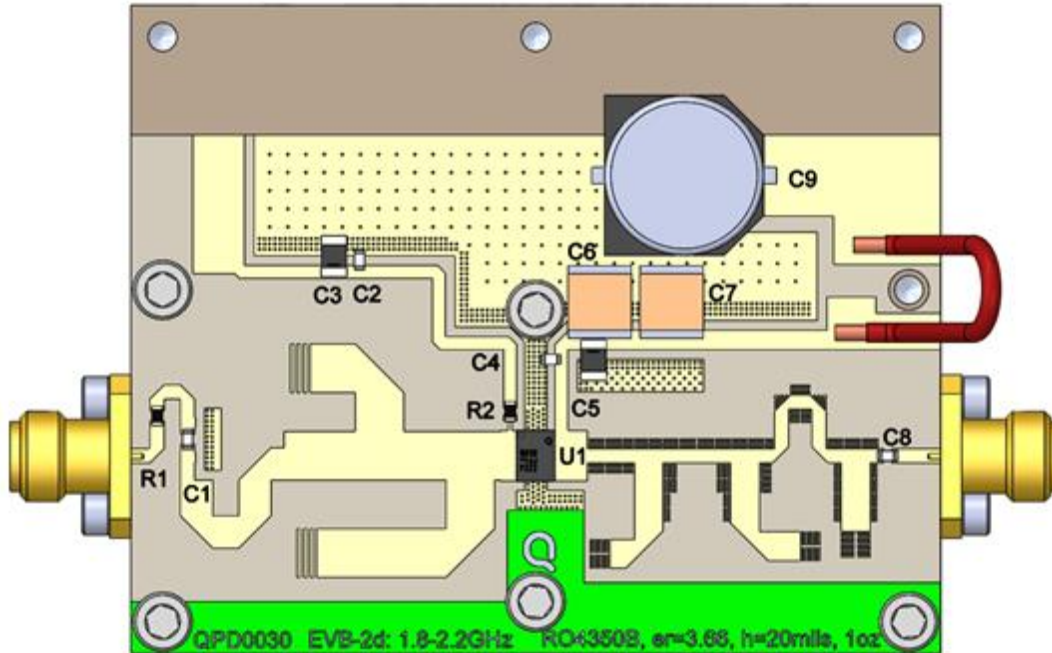 C9
C6
C3 C2 C7
C4
R2 C5
R1 C1 U1 C8
QPD0030 EVB-2d: 1.8-2.2GHz RO4350B, er=3.66, h=20mils, 1oz